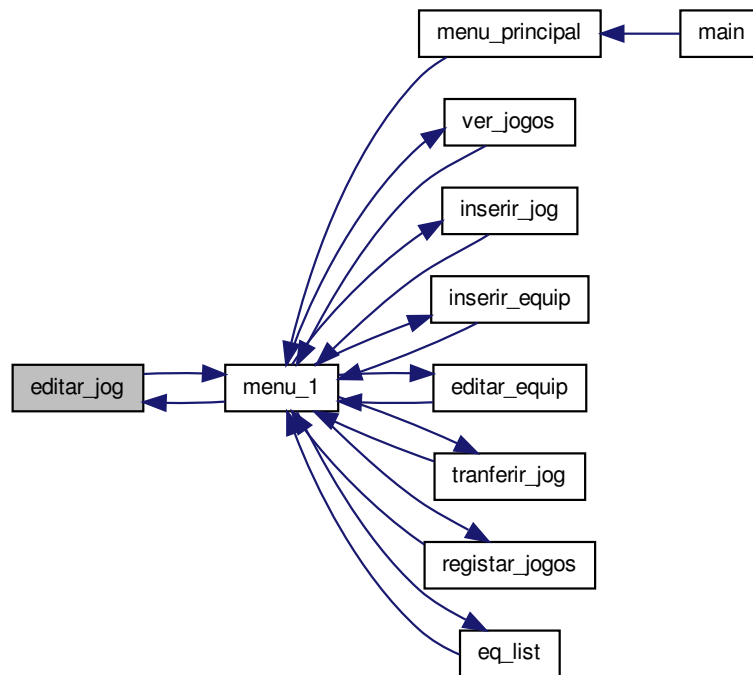 menu_principal
main
ver_jogos
inserir_jog
inserir_equip
editar_jog
menu_1
editar_equip
tranferir_jog
registar_jogos
eq_list